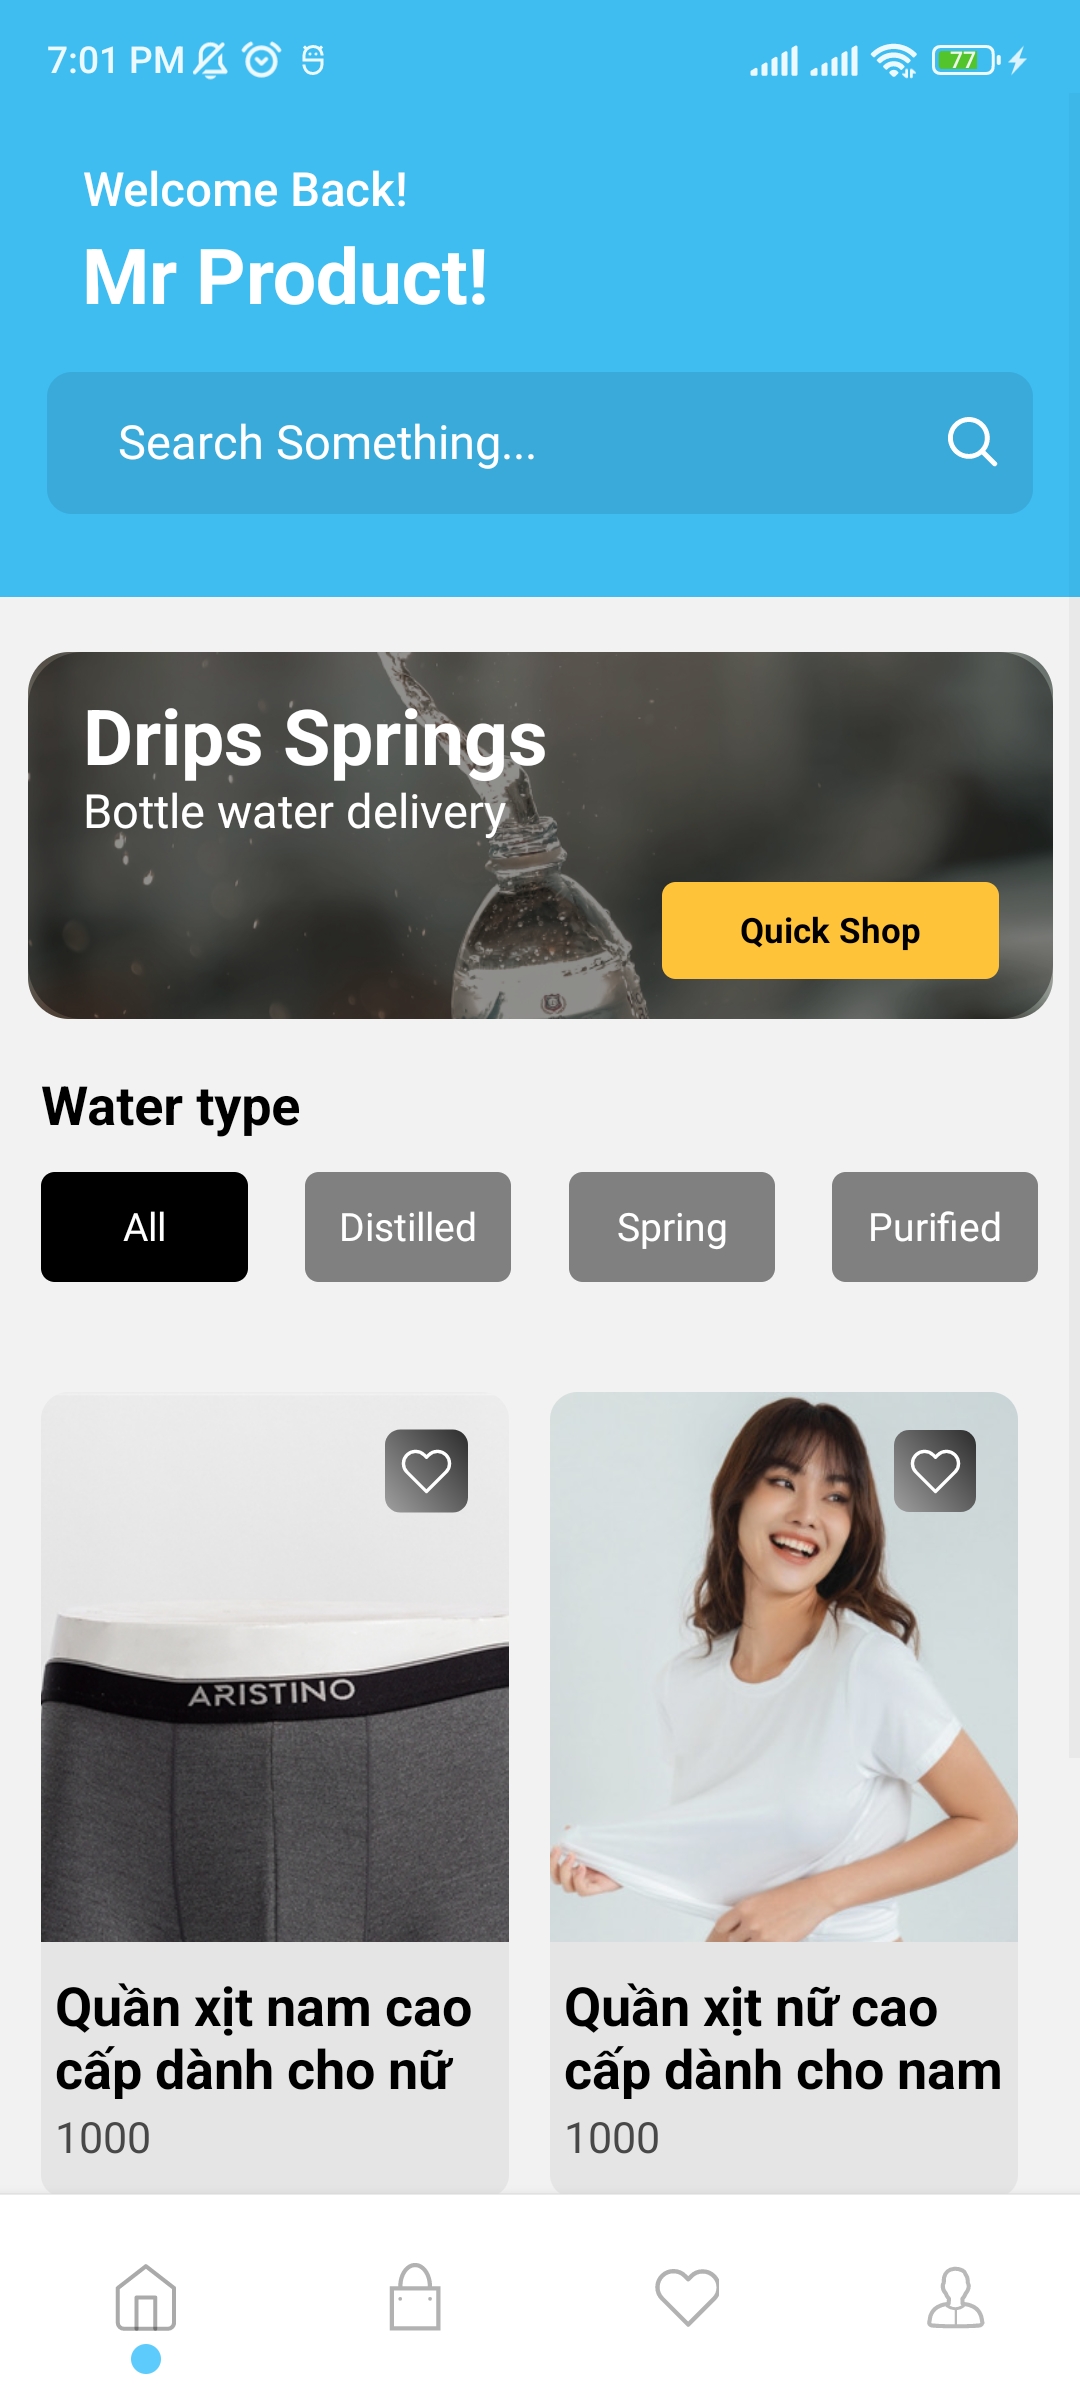 7:01 PM
77
Welcome Back!
Mr Product!
Search Something...
Drips Springs
Bottle water delivery
Quick Shop
Water type
All
Distilled
Spring
Purified
ARISTINO
Quần xịt nam cao
cấp dành cho nữ
1000
Quần xịt nữ cao
cấp dành cho nam
1000